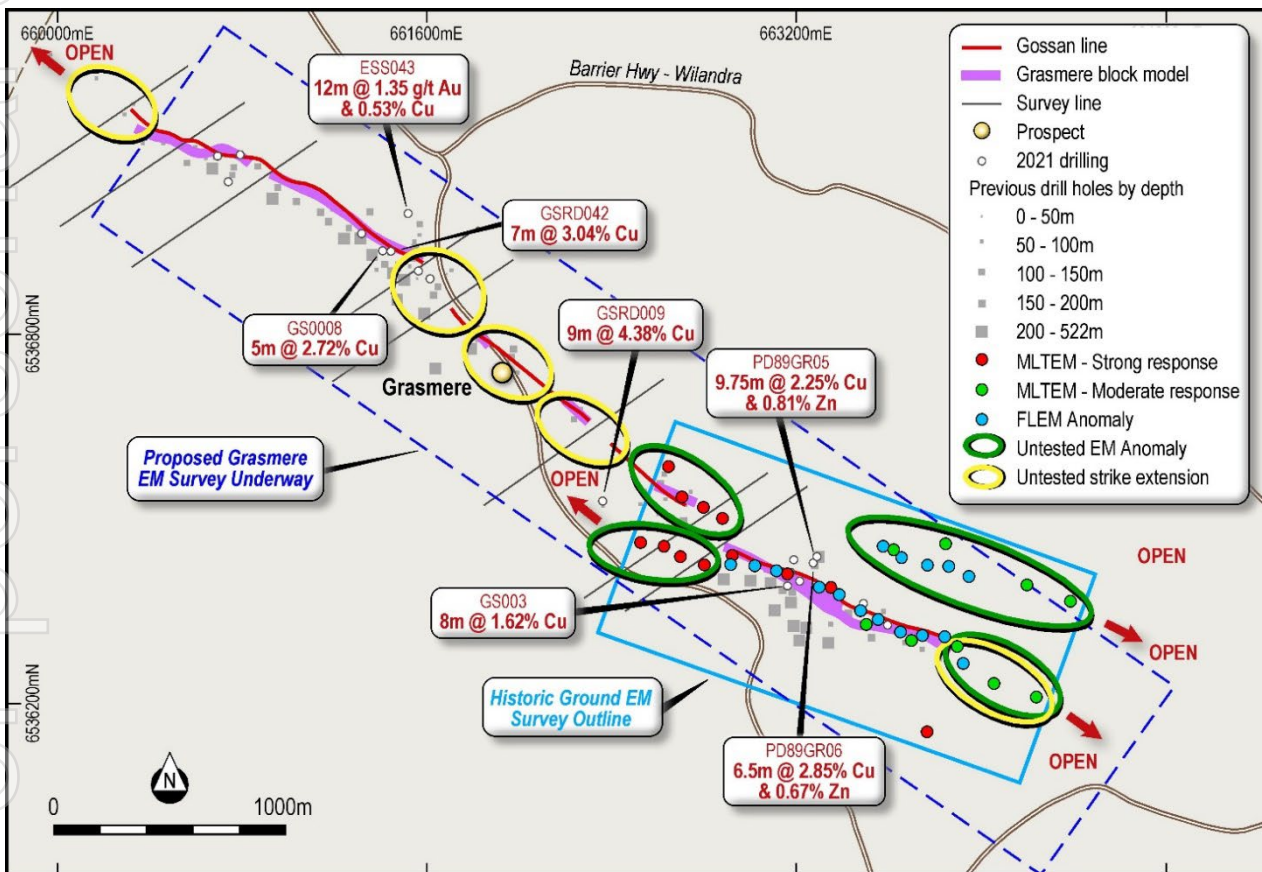 660000mE
661600mE
663200mE
OPEN
ESS043
12m @ 1.35 g/t Au
& 0.53% Cu
Barrier Hwy - Wilandra
GSRD042
7m @ 3.04% Cu
GS0008
5m @ 2.72% Cu
GSRD009
9m @ 4.38% Cu
6536800mN
Grasmere
PD89GR05
9.75m @ 2.25% Cu
& 0.81% Zn
Proposed Grasmere
EM Survey Underway
OPEN
OPEN
GS003
8m @ 1.62% Cu
OPEN
Historic Ground EM
Survey Outline
6536200mN
PD89GR06
6.5m @ 2.85% Cu
& 0.67% Zn
OPEN
N
0 1000m
Gossan line
Grasmere block model
Survey line
Prospect
2021 drilling
Previous drill holes by depth
0 - 50m
50 - 100m
100 - 150m
150 - 200m
200 - 522m
MLTEM - Strong response
MLTEM - Moderate response
FLEM Anomaly
Untested EM Anomaly
Untested strike extension